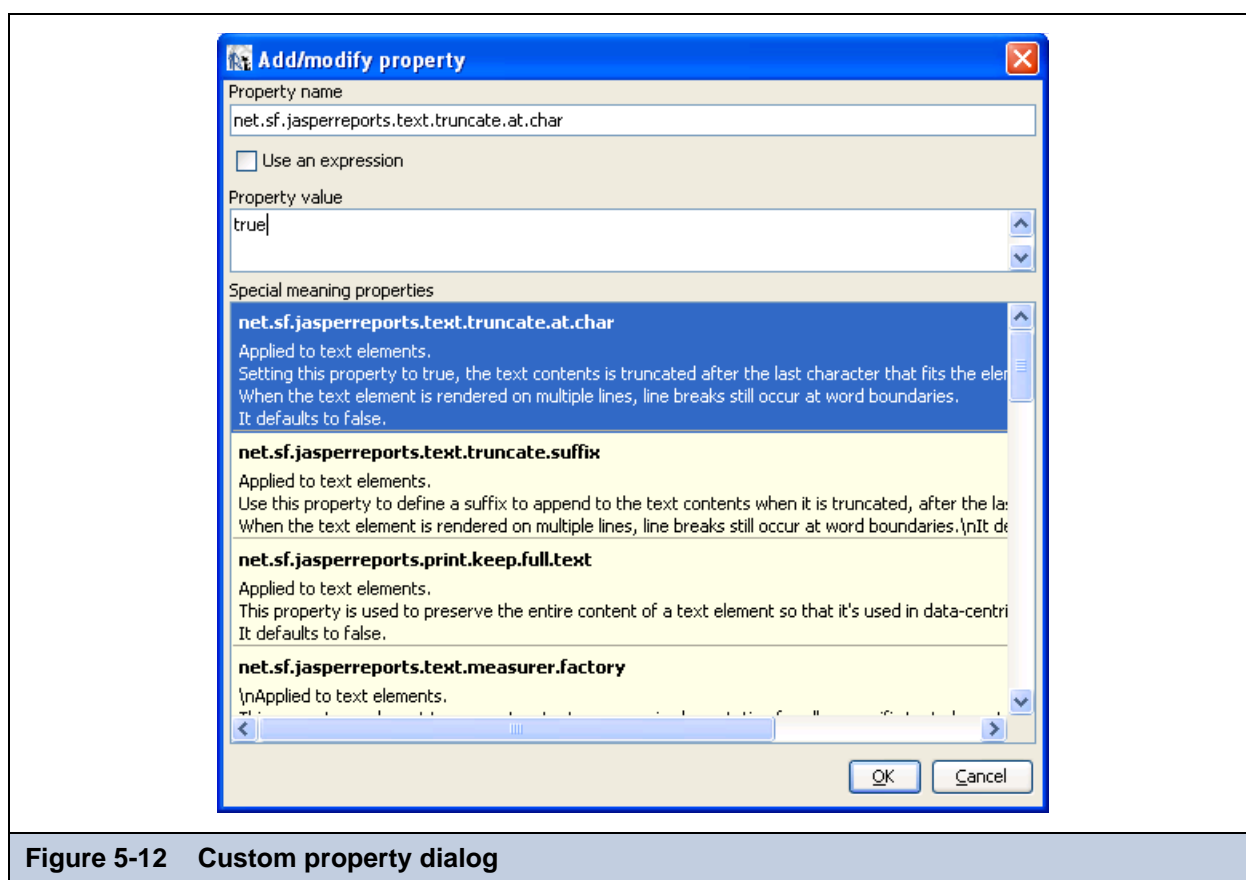 Add/modify property
Property name
net.sf.jasperreports.text.truncate.at.char
Use an expression
Property value
true
Special meaning properties
net.sf.jasperreports.text.truncate.at.char
Applied to text elements.
Setting this property to true, the text contents is truncated after the last character that fits the
When the text element is rendered on multiple lines, line breaks still occur at word boundaries.
It defaults to false.
net.sf.jasperreports.text.truncate.suffix
Applied to text elements.
Use this property to define a suffix to append to the text contents when it is truncated, after the
When the text element is rendered on multiple lines, line breaks still occur at word boundaries.\nIt
net.sf.jasperreports.print.keep.full.text
Applied to text elements.
This property is used to preserve the entire content of a text element so that it's used in data-centri
It defaults to false.
net.sf.jasperreports.text.measurer.factory
\nApplied to text elements.
OK
Cancel
Figure 5-12 Custom property dialog